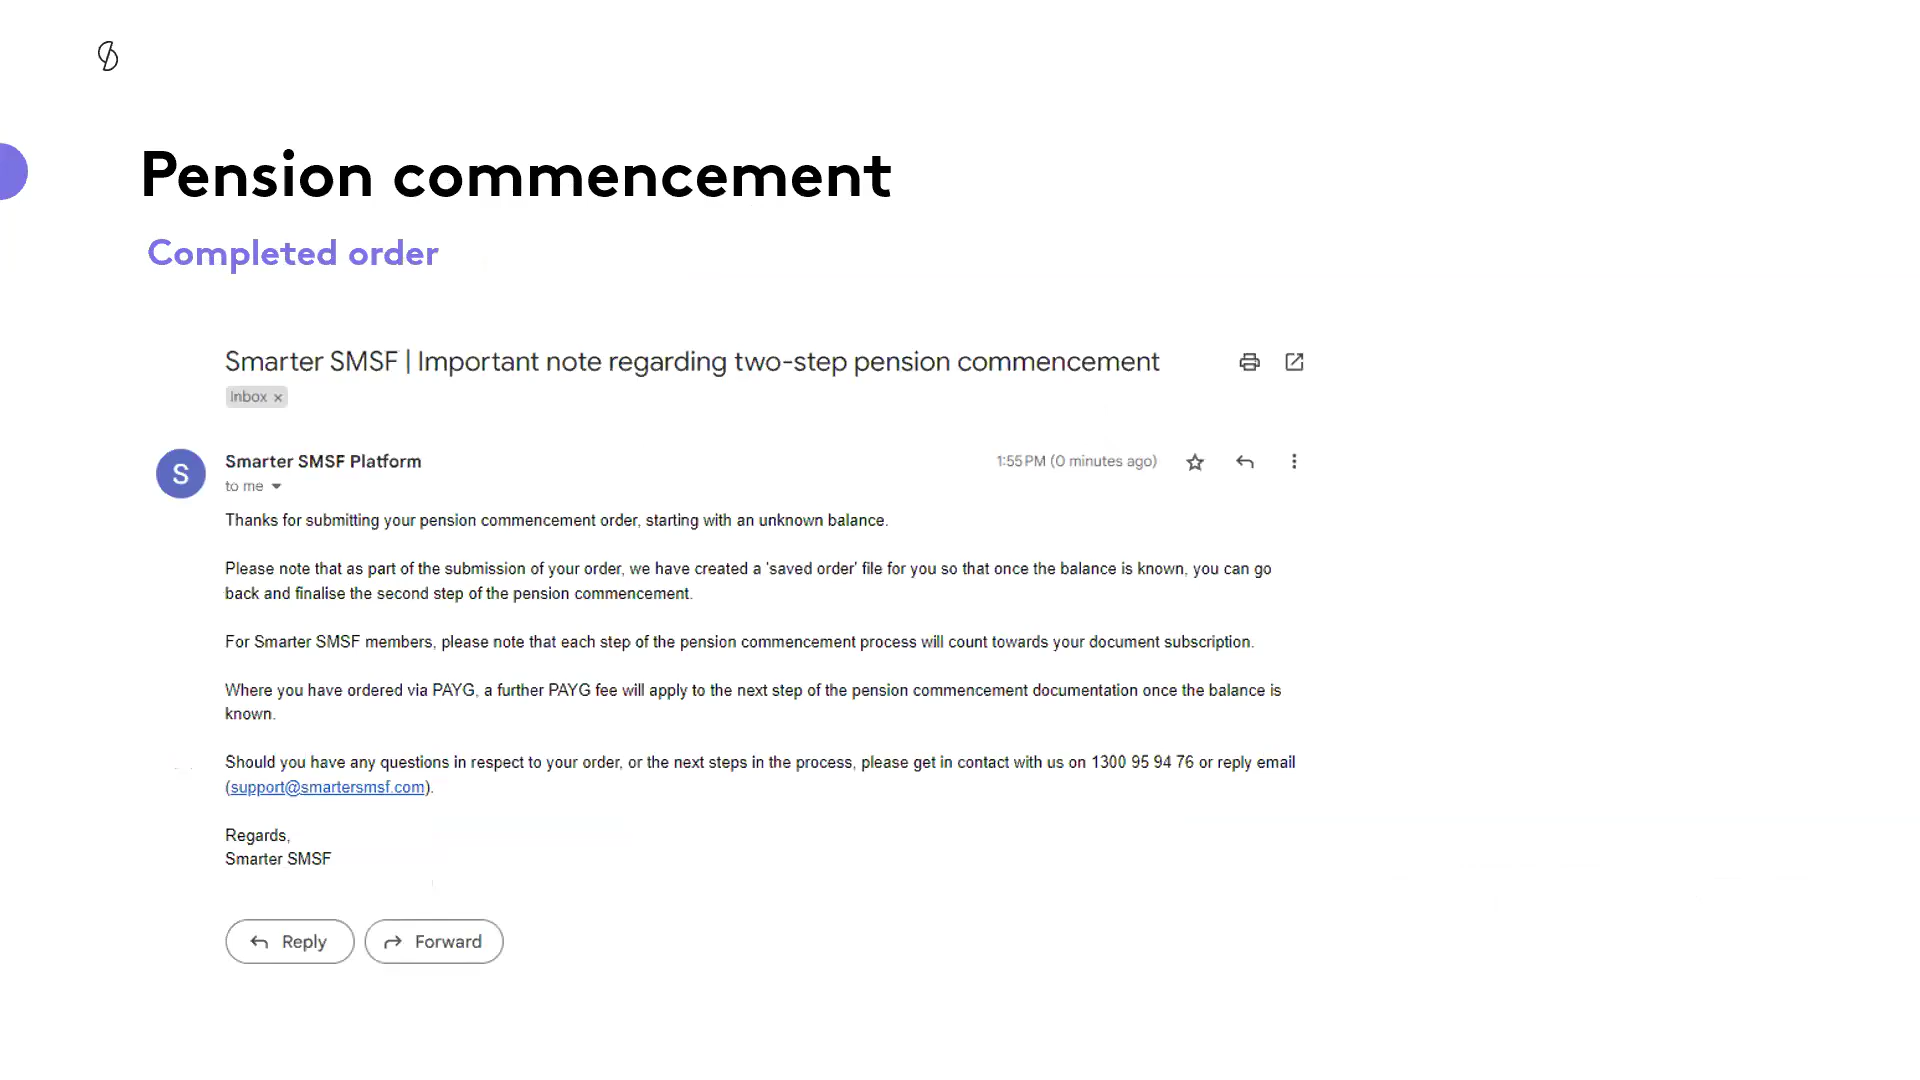 Pension commencement
Completed order
Smarter SMSF | Important note regarding two-step pension commencement
Inbox ×
S
Smarter SMSF Platform
1:55 PM (0 minutes ago)
to me
Thanks for submitting your pension commencement order, starting with an unknown balance.
Please note that as part of the submission of your order, we have created a 'saved order' file for you so that once the balance is known, you can go
back and finalise the second step of the pension commencement.
For Smarter SMSF members, please note that each step of the pension commencement process will count towards your document subscription.
Where you have ordered via PAYG, a further PAYG fee will apply to the next step of the pension commencement documentation once the balance is
known.
Should you have any questions in respect to your order, or the next steps in the process, please get in contact with us on 1300 95 94 76 or reply email
(support@smartersmsf.com).
Regards,
Smarter SMSF
Reply
Forward